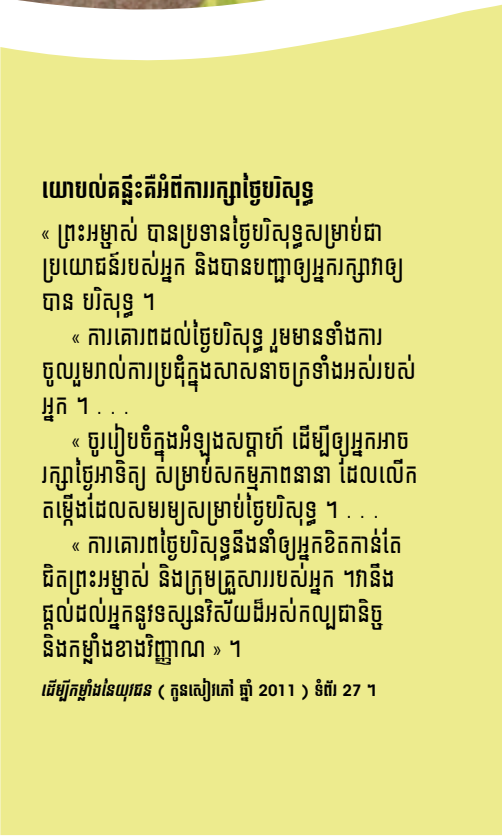 យោបល់គន្លឹះគឺអំពីការរក្សាថ្ងៃបរិសុទ្ធ
« ព្រះអម្ចាស់ បានប្រទានថ្ងៃបរិសុទ្ធសម្រាប់ជា
ប្រយោជន៍របស់អ្នក និងបានបញ្ជាឲ្យអ្នករក្សាវាឲ្យ
បាន បរិសុទ្ធ ។
« ការគោរពដល់ថ្ងៃបរិសុទ្ធ រួមមានទាំងការ
ចូលរួមរាល់ការប្រជុំក្នុងសាសនាចក្រទាំងអស់របស់
អ្នក ។ . . .
« ចូររៀបចំក្នុងអំឡុងសប្តាហ៍ ដើម្បីឲ្យអ្នកអាច
រក្សាថ្ងៃអាទិត្យ សម្រាប់សកម្មភាពនានា ដែលលើក
តម្កើងដែលសមរម្យសម្រាប់ថ្ងៃបរិសុទ្ធ ។ . . .
« ការគោរពថ្ងៃបរិសុទ្ធនឹងនាំឲ្យអ្នកខិតកាន់តែ
ជិតព្រះអម្ចាស់ និងក្រុមគ្រួសាររបស់អ្នក ។វានឹង
ផ្តល់ដល់អ្នកនូវទស្សនវិស័យដ៏អស់កល្បជានិច្ច
និងកម្លាំងខាងវិញ្ញាណ » ។
ដើម្បីកម្លាំងនៃយុវជន ( កូនសៀវភៅ ឆ្នាំ 2011 ) ទំព័រ 27 ។